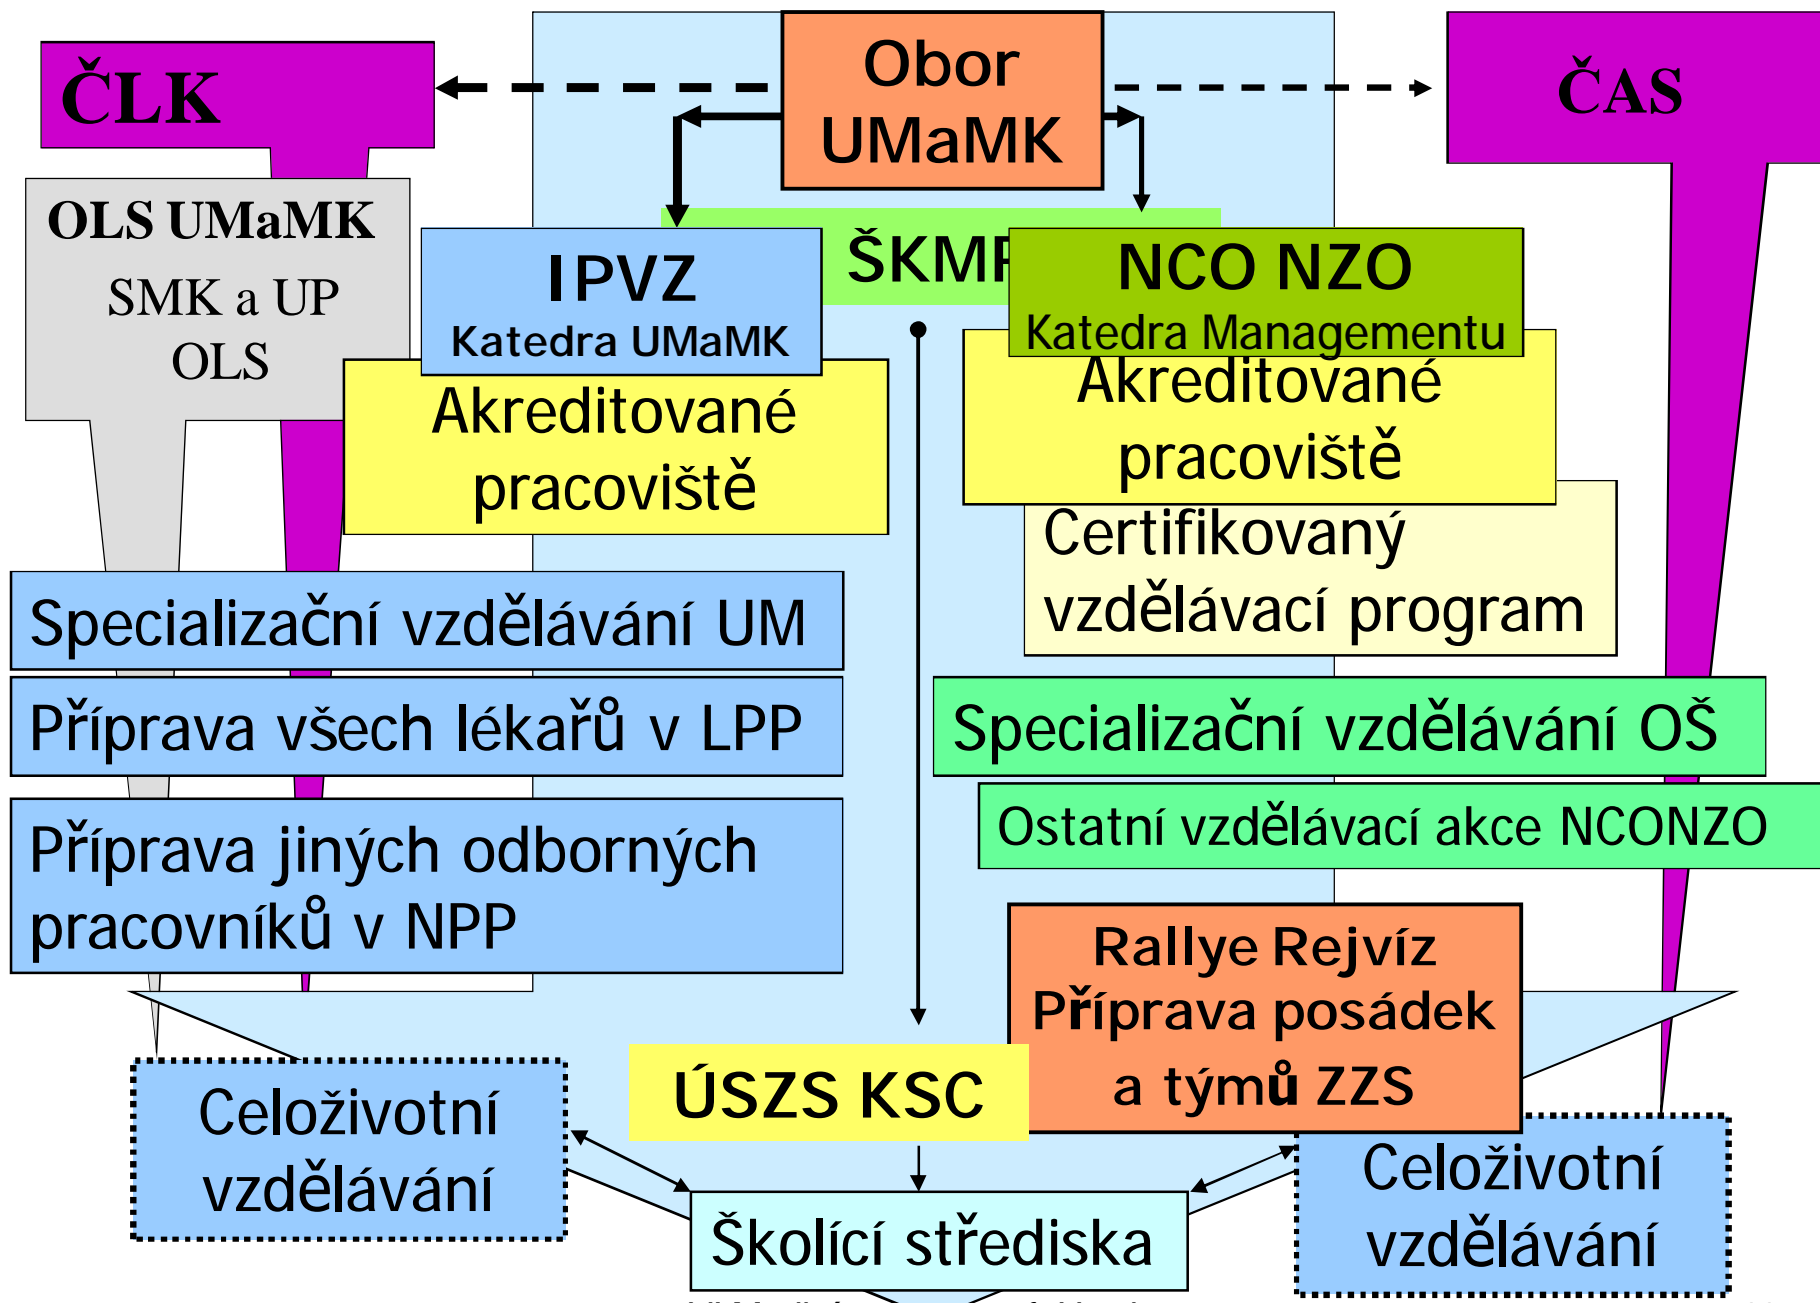 ČLK
Obor
UMaMK
ČAS
OLS UMaMK
SMK a UP
OLS
ŠKMP
IPVZ
Katedra UMaMK
NCO NZO
Katedra Managementu
Akreditované
pracoviště
Akreditované
pracoviště
Certifikovaný
vzdělávací program
Specializační vzdělávání UM
Příprava všech lékařů v LPP
Příprava jiných odborných
pracovníků v NPP
Specializační vzdělávání OŠ
Ostatní vzdělávací akce NCONZO
Rallye Rejvíz
Příprava posádek
a týmů ZZS
ÚSZS KSC
Celoživotní
vzdělávání
Celoživotní
vzdělávání
Školící střediska